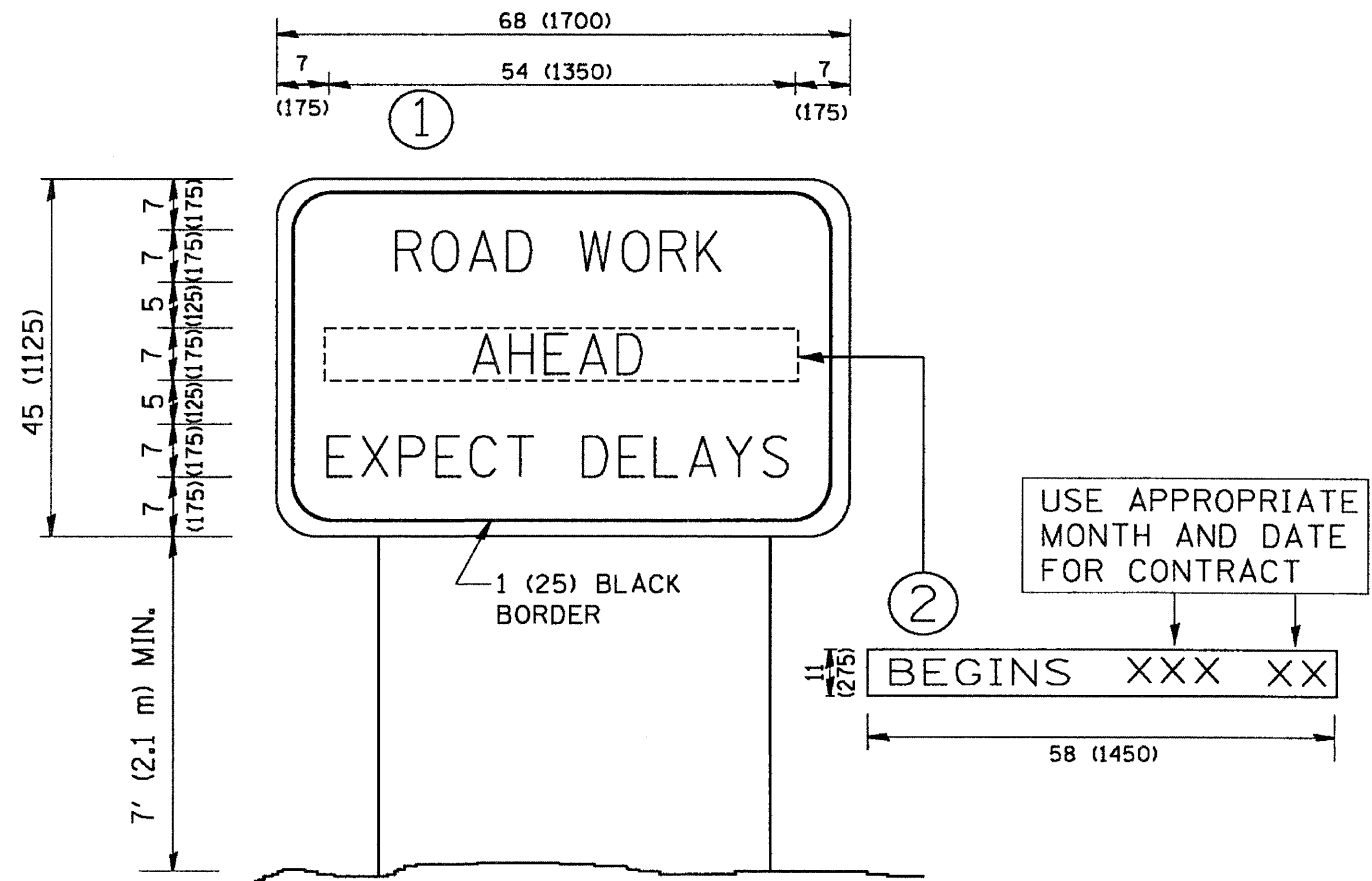 68 (1700)
7
54 (1350)
7
(175)
(175)
1
45 (1125)
7 (175)
7 (175)
5 (125)
7 (175)
5 (125)
7 (175)
7 (175)
ROAD WORK
AHEAD
EXPECT DELAYS
1 (25) BLACK
BORDER
7' (2.1 m) MIN.
USE APPROPRIATE
MONTH AND DATE
FOR CONTRACT
2
11 (275)
BEGINS XXX XX
58 (1450)